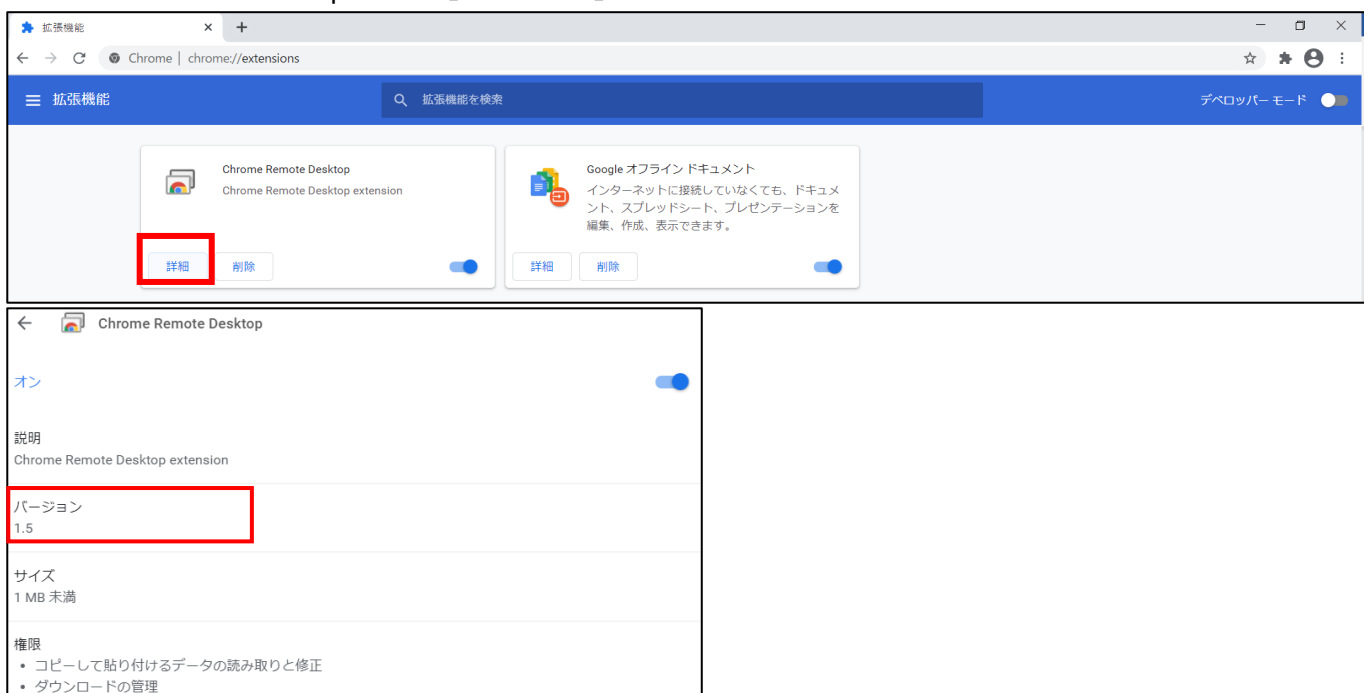 拡張機能
Chrome | chrome://extensions
拡張機能
拡張機能を検索
デベロッパー モード
Chrome Remote Desktop
Chrome Remote Desktop extension
詳細
削除
Google オフライン ドキュメント
インターネットに接続していなくても、ドキュメ
ント、スプレッドシート、プレゼンテーションを
編集、作成、表示できます。
詳細
削除
Chrome Remote Desktop
オン
説明
Chrome Remote Desktop extension
バージョン
1.5
サイズ
1 MB 未満
権限
• コピーして貼り付けるデータの読み取りと修正
• ダウンロードの管理